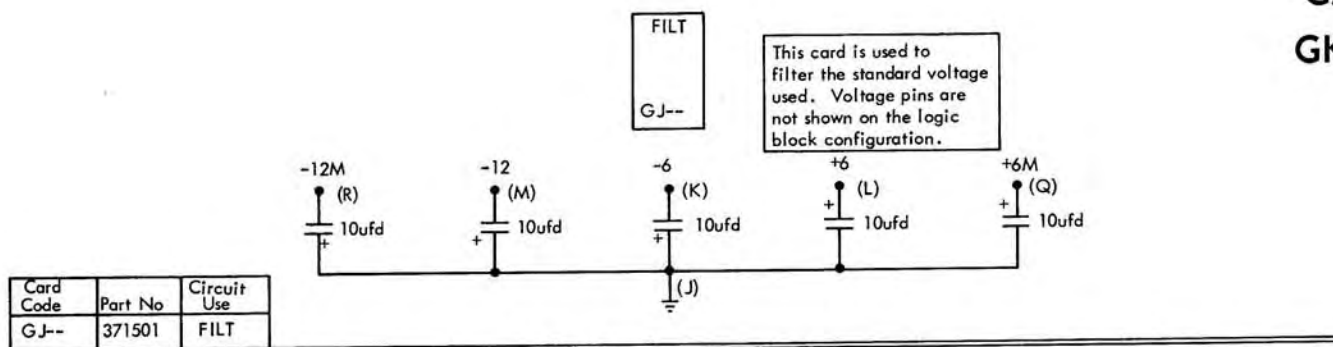 FILT
GJ--
This card is used to
filter the standard voltage
used. Voltage pins are
not shown on the logic
block configuration.
-12M
-12
-6
+6
+6M
(R)
(M)
(K)
(L)
(Q)
10ufd
+
10ufd
+
10ufd
+
+
10ufd
+
10ufd
(J)
Card Code Part No Circuit Use
GJ-- 371501 FILT